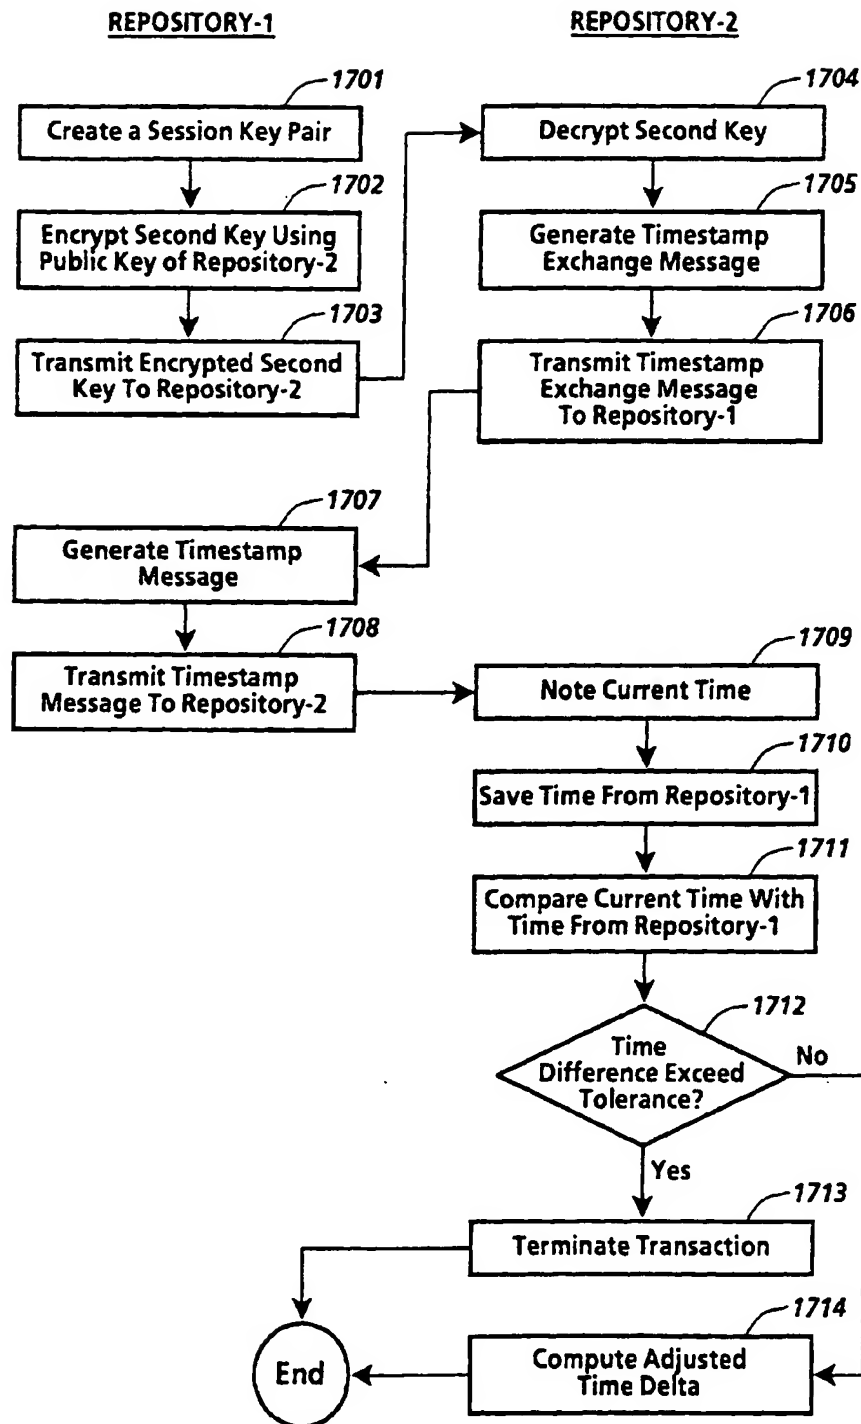 REPOSITORY-1
REPOSITORY-2
1701
Create a Session Key Pair
1704
Decrypt Second Key
1702
Encrypt Second Key Using
Public Key of Repository-2
1705
Generate Timestamp
Exchange Message
1703
Transmit Encrypted Second
Key To Repository-2
1706
Transmit Timestamp
Exchange Message
To Repository-1
1707
Generate Timestamp
Message
1708
Transmit Timestamp
Message To Repository-2
1709
Note Current Time
1710
Save Time From Repository-1
1711
Compare Current Time With
Time From Repository-1
1712
Time
Difference Exceed
Tolerance?
No
Yes
1713
Terminate Transaction
1714
Compute Adjusted
Time Delta
End